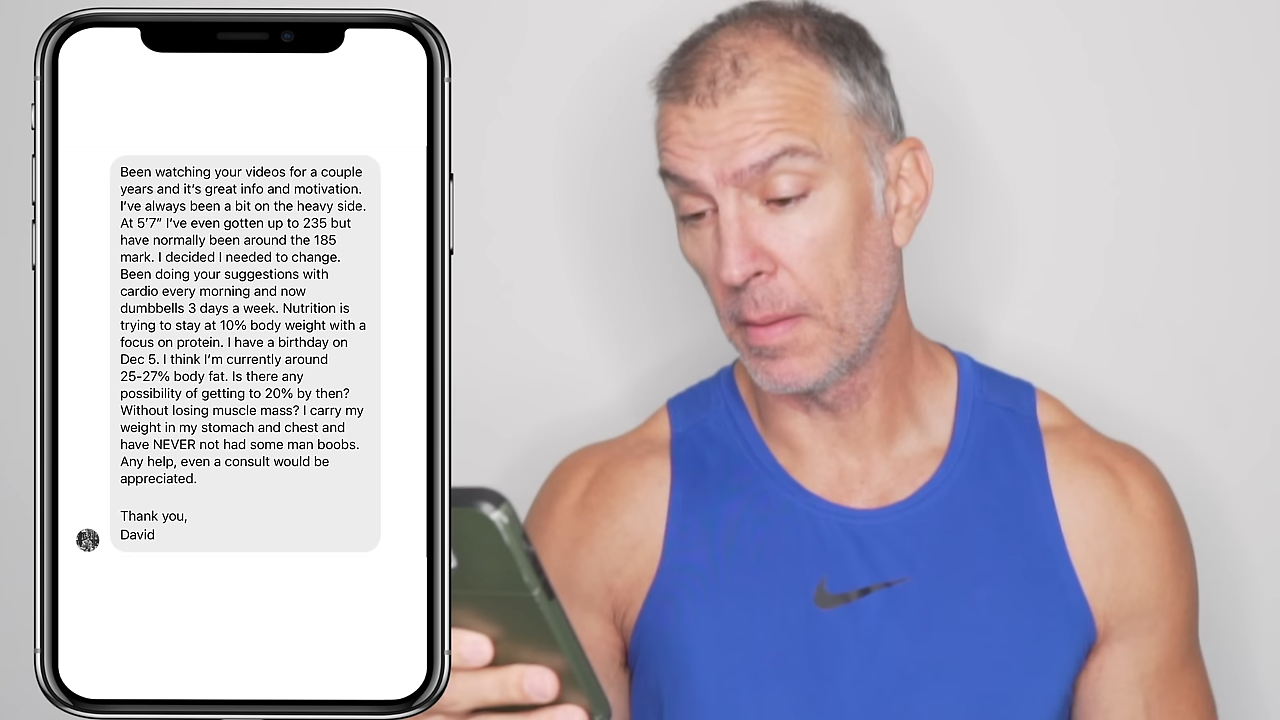 Been watching your videos for a couple
years and it's great info and motivation.
I've always been a bit on the heavy side.
At 5'7" I've even gotten up to 235 but
have normally been around the 185
mark. I decided I needed to change.
Been doing your suggestions with
cardio every morning and now
dumbbells 3 days a week. Nutrition is
trying to stay at 10% body weight with a
focus on protein. I have a birthday on
Dec 5. I think I'm currently around
25-27% body fat. Is there any
possibility of getting to 20% by then?
Without losing muscle mass? I carry my
weight in my stomach and chest and
have NEVER not had some man boobs.
Any help, even a consult would be
appreciated.
Thank you,
David